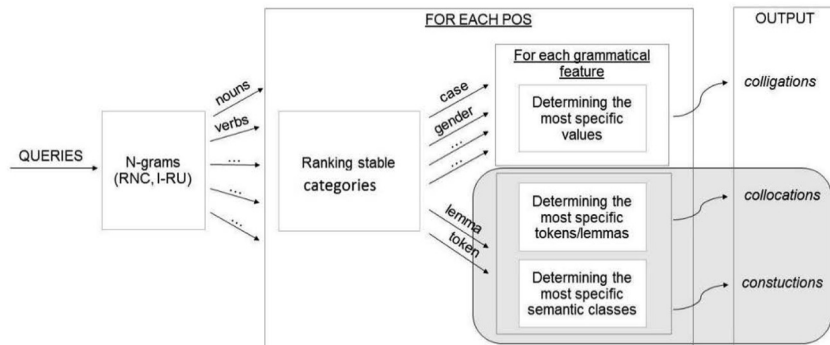 FOR EACH POS
OUTPUT
For each grammatical
feature
nouns
verbs
...
...
...
case
gender
...
...
Determining the
most specific
values
colligations
QUERIES
N-grams
(RNC, I-RU)
Ranking stable
categories
lemma
token
Determining the
most specific
tokens/lemmas
collocations
Determining the
most specific
semantic classes
constuctions